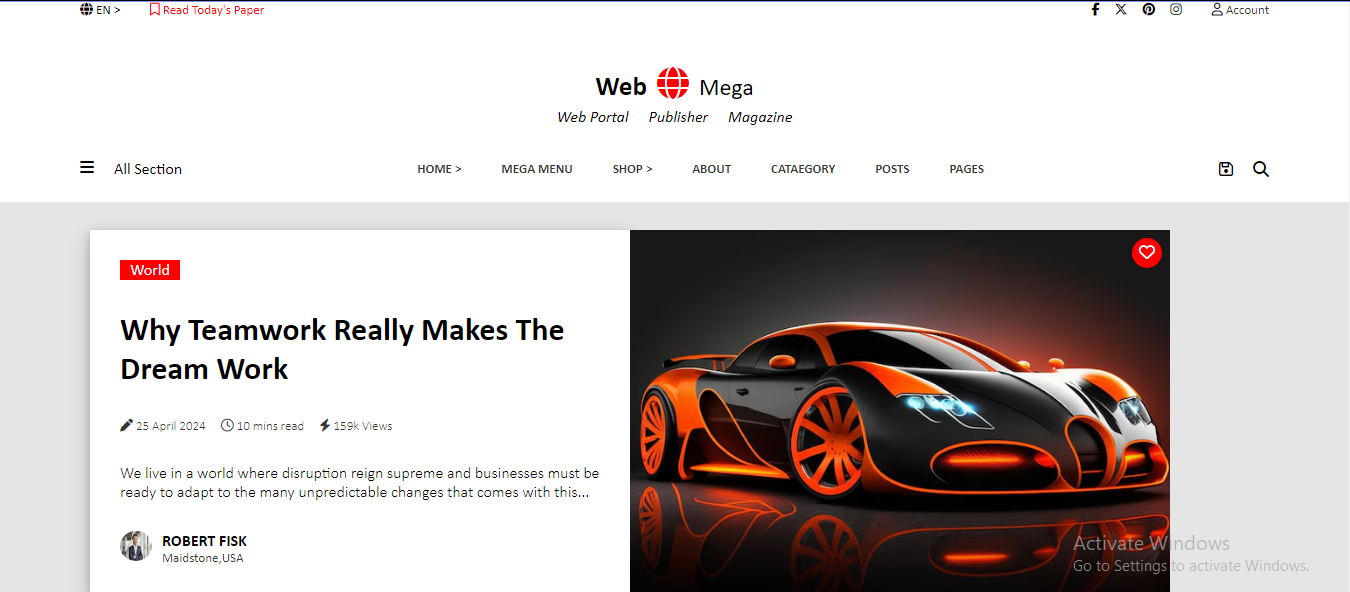 EN >
Read Today's Paper
Account
Web Mega
Web Portal Publisher Magazine
All Section
HOME > MEGA MENU SHOP > ABOUT CATAEGORY POSTS PAGES
World
Why Teamwork Really Makes The
Dream Work
25 April 2024 10 mins read 159k Views
We live in a world where disruption reign supreme and businesses must be
ready to adapt to the many unpredictable changes that comes with this...
ROBERT FISK
Maidstone,USA
Activate Windows
Go to Settings to activate Windows.